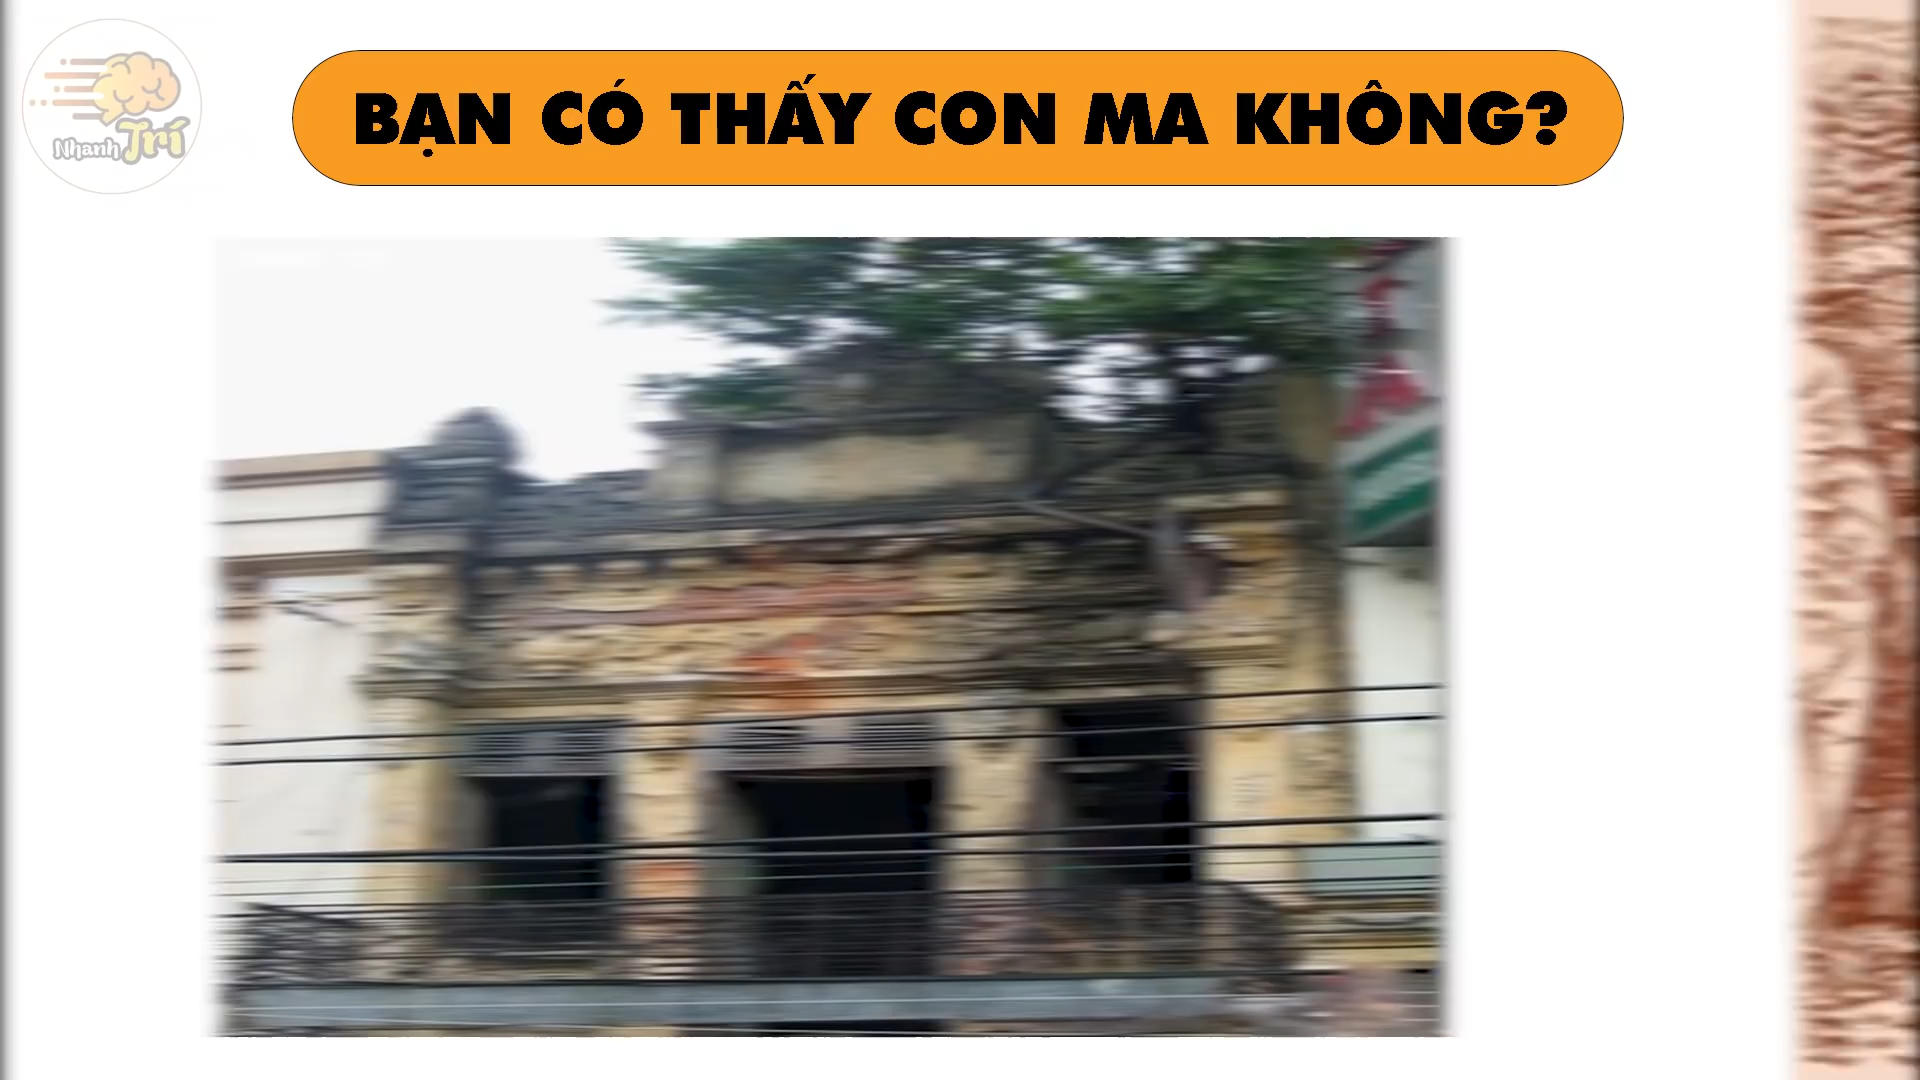 Nhanh
Trí
BẠN CÓ THẤY CON MA KHÔNG?